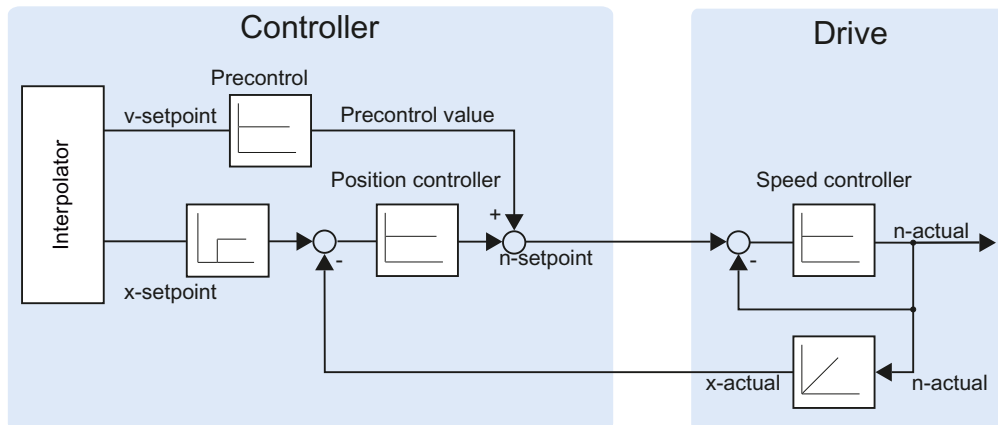 Controller
Drive
Precontrol
v-setpoint
Precontrol value
Interpolator
Position controller
Speed controller
+
n-actual
-
n-setpoint
-
x-setpoint
x-actual
n-actual